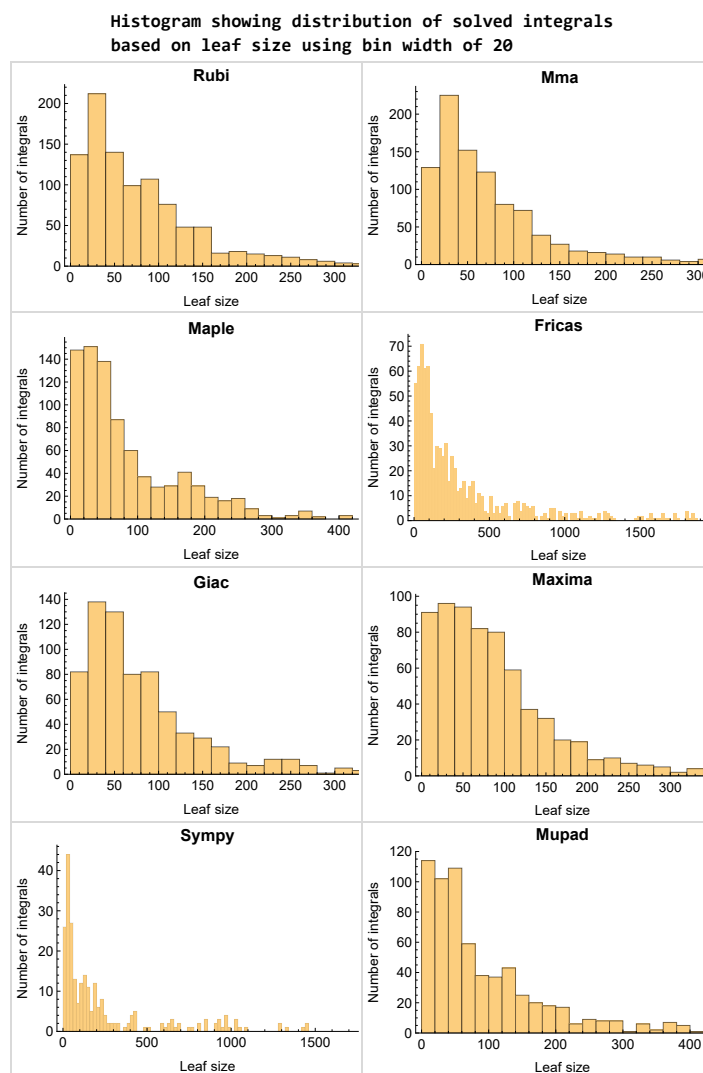 Histogram showing distribution of solved integrals
based on leaf size using bin width of 20
Rubi
Number of integrals
200
150
100
50
0
0 50 100 150 200 250 300
Leaf size
Mma
Number of integrals
200
150
100
50
0
0 50 100 150 200 250 300
Leaf size
Maple
Number of integrals
140
120
100
80
60
40
20
0
0 100 200 300 400
Leaf size
Fricas
Number of integrals
70
60
50
40
30
20
10
0
0 500 1000 1500
Leaf size
Giac
Number of integrals
140
120
100
80
60
40
20
0
0 50 100 150 200 250 300
Leaf size
Maxima
Number of integrals
100
80
60
40
20
0
0 50 100 150 200 250 300
Leaf size
Sympy
Number of integrals
40
30
20
10
0
0 500 1000 1500
Leaf size
Mupad
Number of integrals
120
100
80
60
40
20
0
0 100 200 300 400
Leaf size